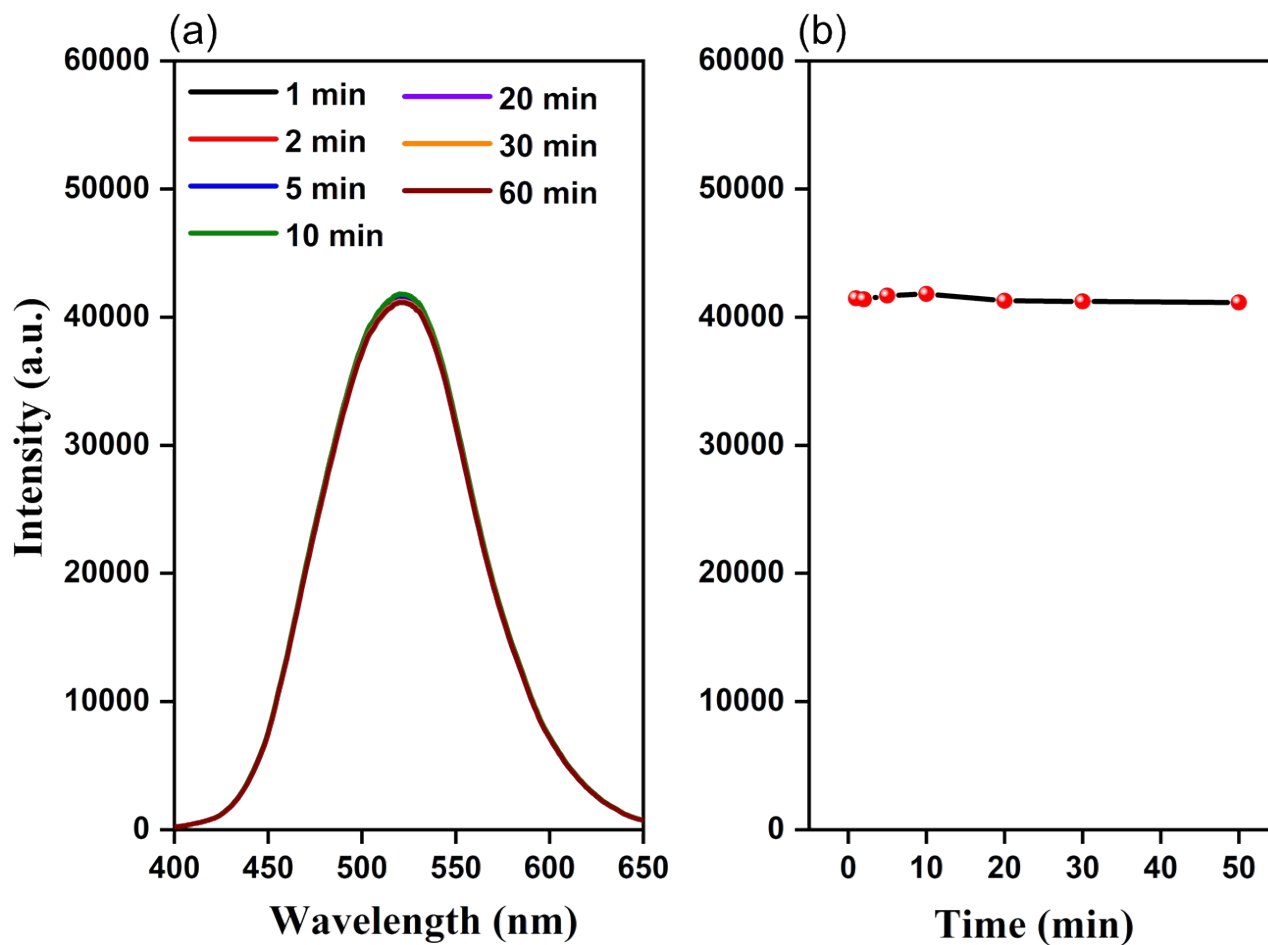 (a)
60000
50000
40000
30000
20000
10000
0
1 min
2 min
5 min
10 min
20 min
30 min
60 min
400 450 500 550 600 650
Wavelength (nm)
Intensity (a.u.)
(b)
60000
50000
40000
30000
20000
10000
0
0 10 20 30 40 50
Time (min)